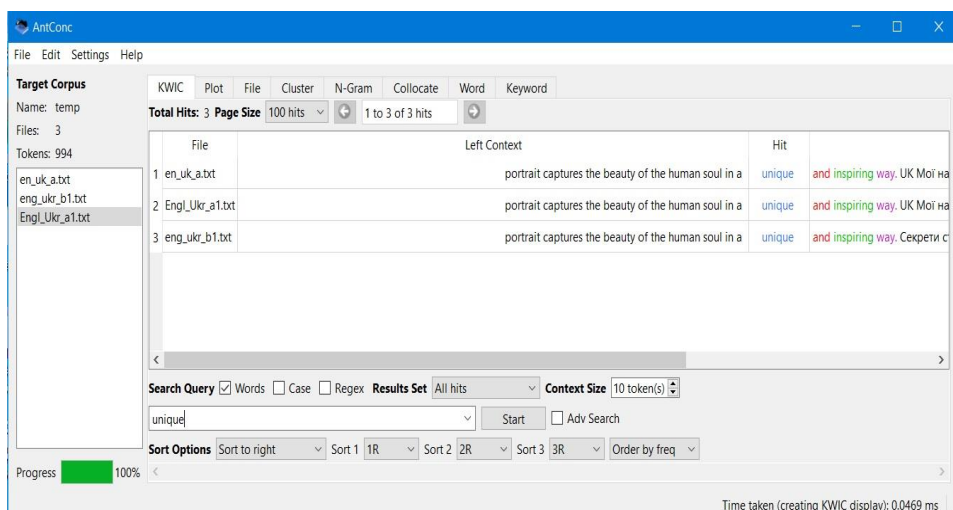 AntConc
File Edit Settings Help
Target Corpus
Name: temp
Files: 3
Tokens: 994
en_uk_a.txt
eng_ukr_b1.txt
Engl_Ukr_a1.txt
Progress 100%
KWIC Plot File Cluster N-Gram Collocate Word Keyword
Total Hits: 3 Page Size 100 hits 1 to 3 of 3 hits
File Left Context Hit
1 en_uk_a.txt portrait captures the beauty of the human soul in a unique and inspiring way. UK Мої на
2 Engl_Ukr_a1.txt portrait captures the beauty of the human soul in a unique and inspiring way. UK Мої на
3 eng_ukr_b1.txt portrait captures the beauty of the human soul in a unique and inspiring way. Секрети с
Search Query Words Case Regex Results Set All hits Context Size 10 token(s)
unique Start Adv Search
Sort Options Sort to right Sort 1 1R Sort 2 2R Sort 3 3R Order by freq
Time taken (creating KWIC display): 0.0469 ms